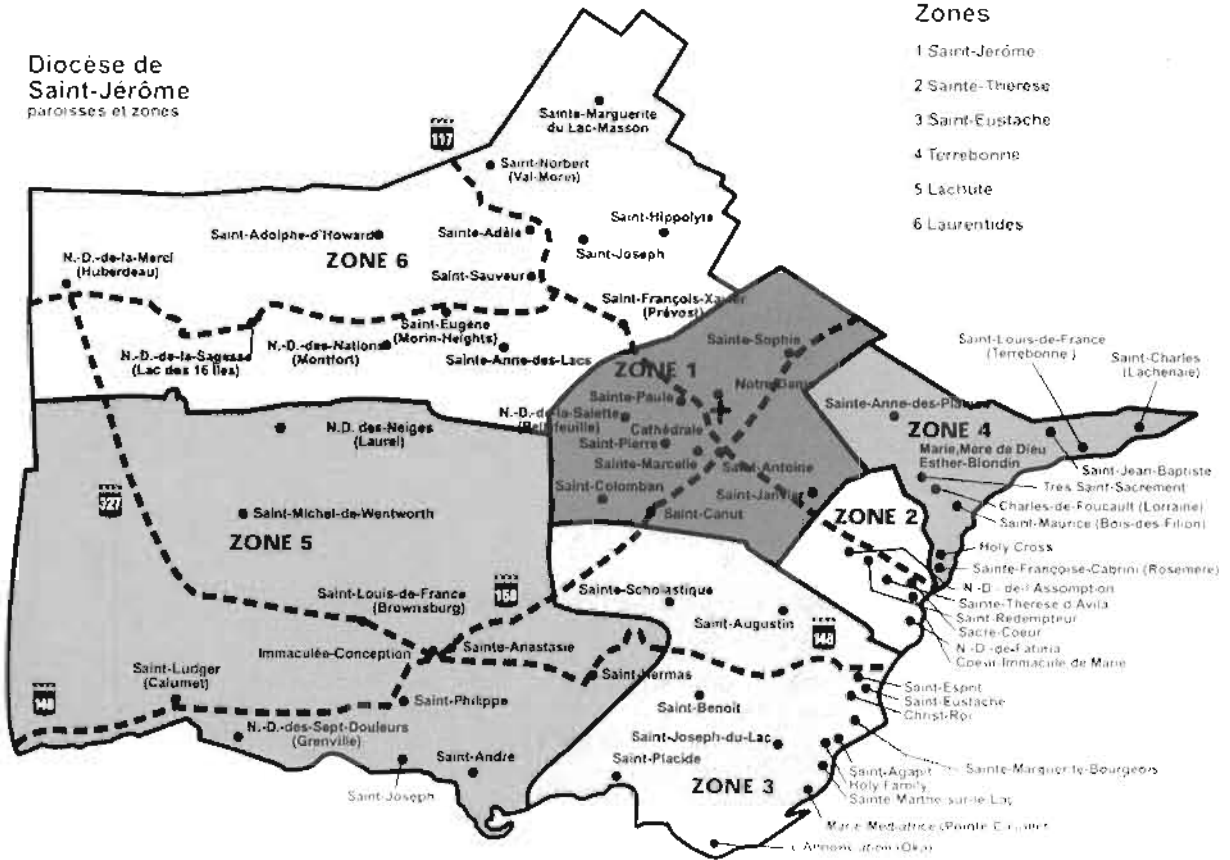 Diocèse de
Saint-Jérôme
paroisses et zones
Zones
1 Saint-Jerôme
2 Sainte-Thérèse
3 Saint-Eustache
4 Terrebonne
5 Lachute
6 Laurentides
117
Sainte-Marguerite
du Lac-Masson
Saint-Norbert
(Val-Morin)
Saint-Hippolyte
Saint-Adolphe-d'Howard
Sainte-Adèle
Saint-Joseph
ZONE 6
N.-D.-de-la-Merci
(Huberdeau)
Saint-Sauveur
Saint-François-Xavier
(Prévost)
Saint-Eugène
(Morin-Heights)
N.-D.-de-la-Sagesse
(Lac des 16 Îles)
N.-D.-des-Nations
(Montfort)
Sainte-Anne-des-Lacs
Sainte-Sophie
ZONE 1
Notre-Dame
Sainte-Paule
N.-D.-de-la-Salette
(Bellefeuille)
Cathédrale
Saint-Pierre
Sainte-Marcelle
Saint-Antoine
Saint-Colomban
Saint-Janvier
Saint-Canut
Saint-Louis-de-France
(Terrebonne )
Saint-Charles
(Lachenaie)
Sainte-Anne-des-Plaines
ZONE 4
Marie, Mère de Dieu
Esther-Blondin
Saint-Jean-Baptiste
Très Saint-Sacrement
Charles-de-Foucault (Lorraine)
Saint-Maurice (Bois-des-Filion)
ZONE 2
Holy Cross
Sainte-Françoise-Cabrini (Rosemère)
N.-D.-de-l'Assomption
Sainte-Thérèse d'Avila
Saint-Rédempteur
Sacré-Coeur
N.-D.-de-Fatima
Coeur-Immaculé de Marie
N.D. des-Neiges
(Laurel)
327
Saint-Michel-de-Wentworth
ZONE 5
Saint-Louis-de-France
(Brownsburg)
158
Immaculée-Conception
Sainte-Anastasie
Saint-Ludger
(Calumet)
148
Saint-Philippe
N.-D.-des-Sept-Douleurs
(Grenville)
Saint-André
Saint-Joseph
Sainte-Scholastique
Saint-Augustin
148
Saint-Hermas
Saint-Esprit
Saint-Eustache
Christ-Roi
Saint-Benoit
Saint-Joseph-du-Lac
Saint-Placide
ZONE 3
Sainte-Marguerite-Bourgeois
Saint-Agapit
Holy Family
Sainte-Marthe-sur-le-Lac
Marie-Médiatrice (Pointe Calumet
L'Annonciation (Oka)